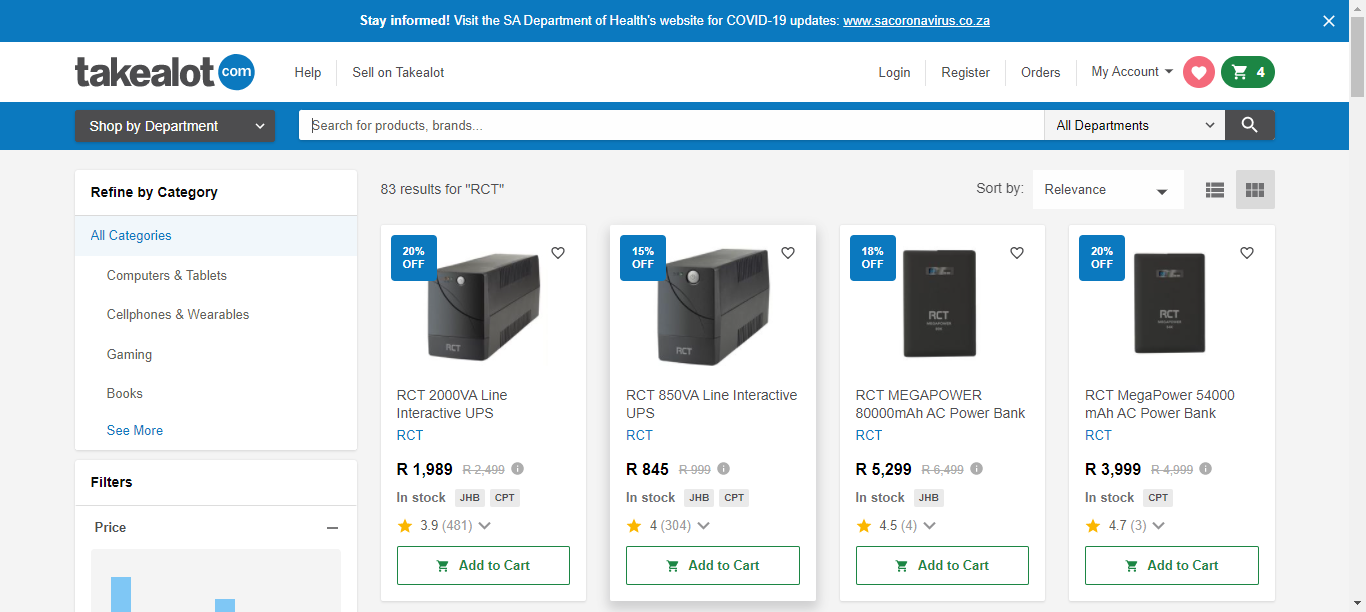 Stay informed! Visit the SA Department of Health's website for COVID-19 updates: www.sacoronavirus.co.za
takealot com
Help
Sell on Takealot
Login
Register
Orders
My Account
4
Shop by Department
Search for products, brands...
All Departments
Refine by Category
All Categories
Computers & Tablets
Cellphones & Wearables
Gaming
Books
See More
Filters
Price
83 results for "RCT"
Sort by:
Relevance
20%
OFF
RCT
RCT 2000VA Line
Interactive UPS
RCT
R 1,989 R 2,499
In stock JHB CPT
3.9 (481)
Add to Cart
15%
OFF
RCT
RCT 850VA Line Interactive
UPS
RCT
R 845 R 999
In stock JHB CPT
4 (304)
Add to Cart
18%
OFF
RCT
MEGAPOWER
RCT MEGAPOWER
80000mAh AC Power Bank
RCT
R 5,299 R 6,499
In stock JHB
4.5 (4)
Add to Cart
20%
OFF
RCT
MEGAPOWER
RCT MegaPower 54000
mAh AC Power Bank
RCT
R 3,999 R 4,999
In stock CPT
4.7 (3)
Add to Cart